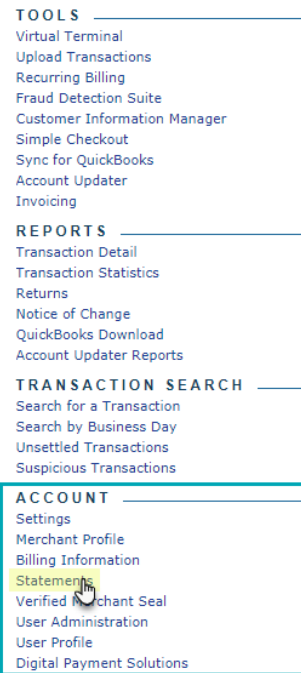 TOOLS
Virtual Terminal
Upload Transactions
Recurring Billing
Fraud Detection Suite
Customer Information Manager
Simple Checkout
Sync for QuickBooks
Account Updater
Invoicing
REPORTS
Transaction Detail
Transaction Statistics
Returns
Notice of Change
QuickBooks Download
Account Updater Reports
TRANSACTION SEARCH
Search for a Transaction
Search by Business Day
Unsettled Transactions
Suspicious Transactions
ACCOUNT
Settings
Merchant Profile
Billing Information
Statements
Verified Merchant Seal
User Administration
User Profile
Digital Payment Solutions